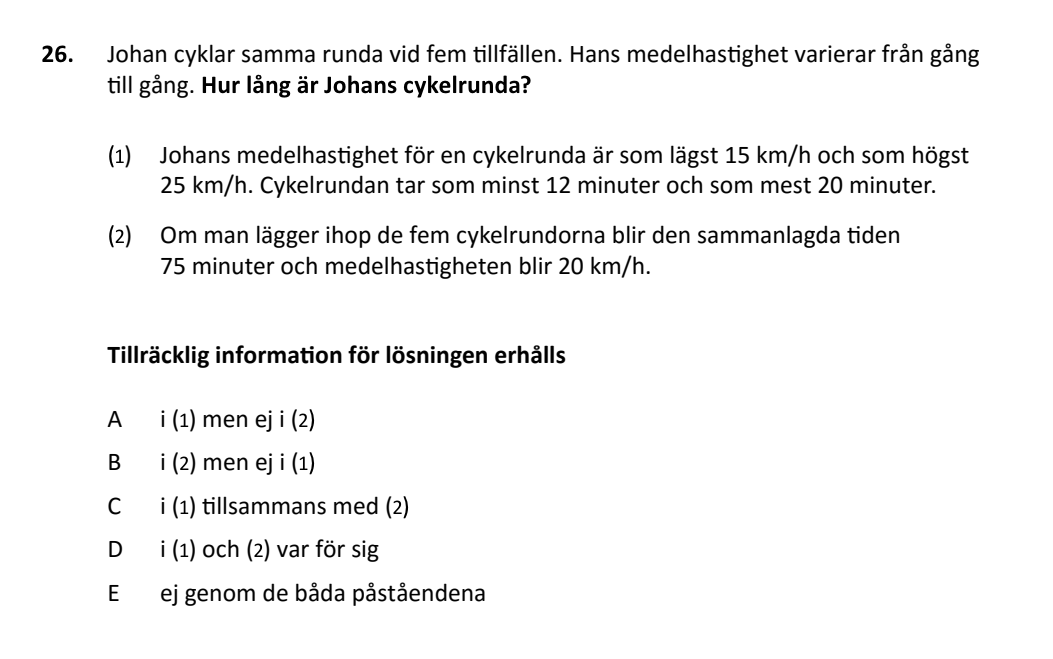 26. Johan cyklar samma runda vid fem tillfällen. Hans medelhastighet varierar från gång
till gång. Hur lång är Johans cykelrunda?
(1) Johans medelhastighet för en cykelrunda är som lägst 15 km/h och som högst
25 km/h. Cykelrundan tar som minst 12 minuter och som mest 20 minuter.
(2) Om man lägger ihop de fem cykelrundorna blir den sammanlagda tiden
75 minuter och medelhastigheten blir 20 km/h.
Tillräcklig information för lösningen erhålls
A i (1) men ej i (2)
B i (2) men ej i (1)
C i (1) tillsammans med (2)
D i (1) och (2) var för sig
E ej genom de båda påståendena